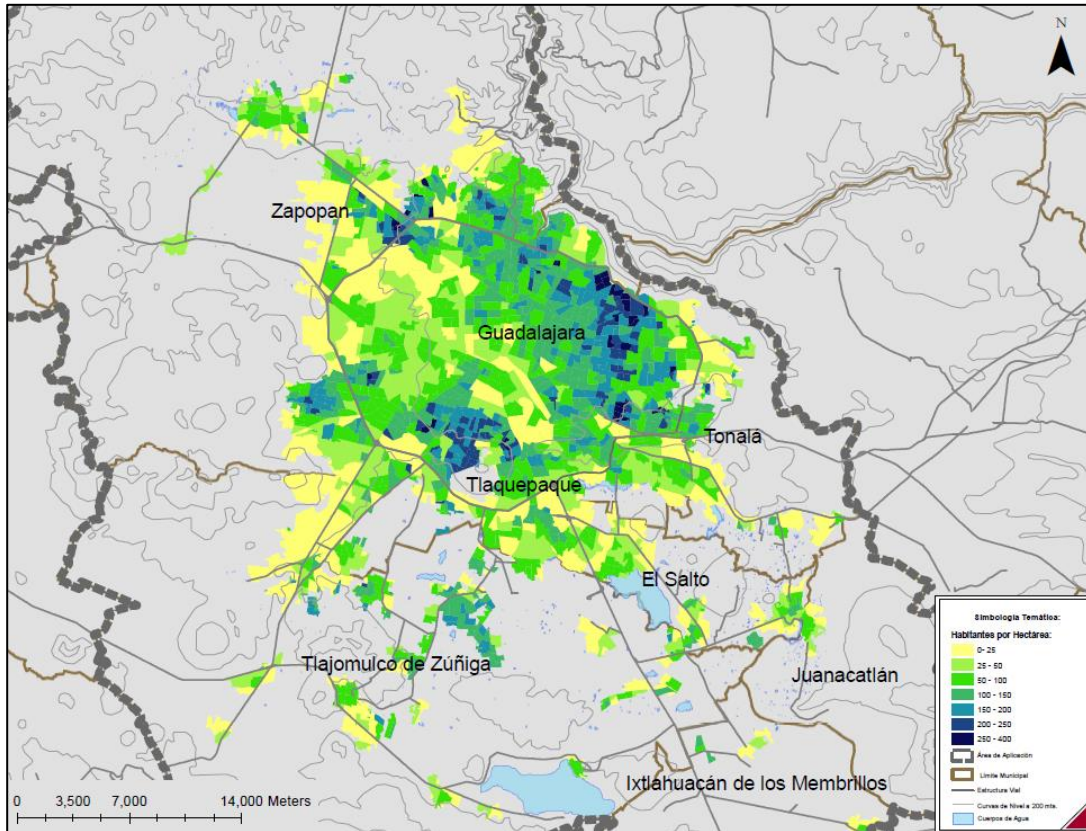 N
Zapopan
Guadalajara
Tonalá
Tlaquepaque
El Salto
Tlajomulco de Zúñiga
Juanacatlán
Ixtlahuacán de los Membrillos
0 3,500 7,000 14,000 Meters
Simbología Temática:
Habitantes por Hectárea:
0- 25
25 - 50
50 - 100
100 - 150
150 - 200
200 - 250
250 - 400
Área de Aplicación
Límite Municipal
Estructura Vial
Curvas de Nivel a 200 mts.
Cuerpos de Agua